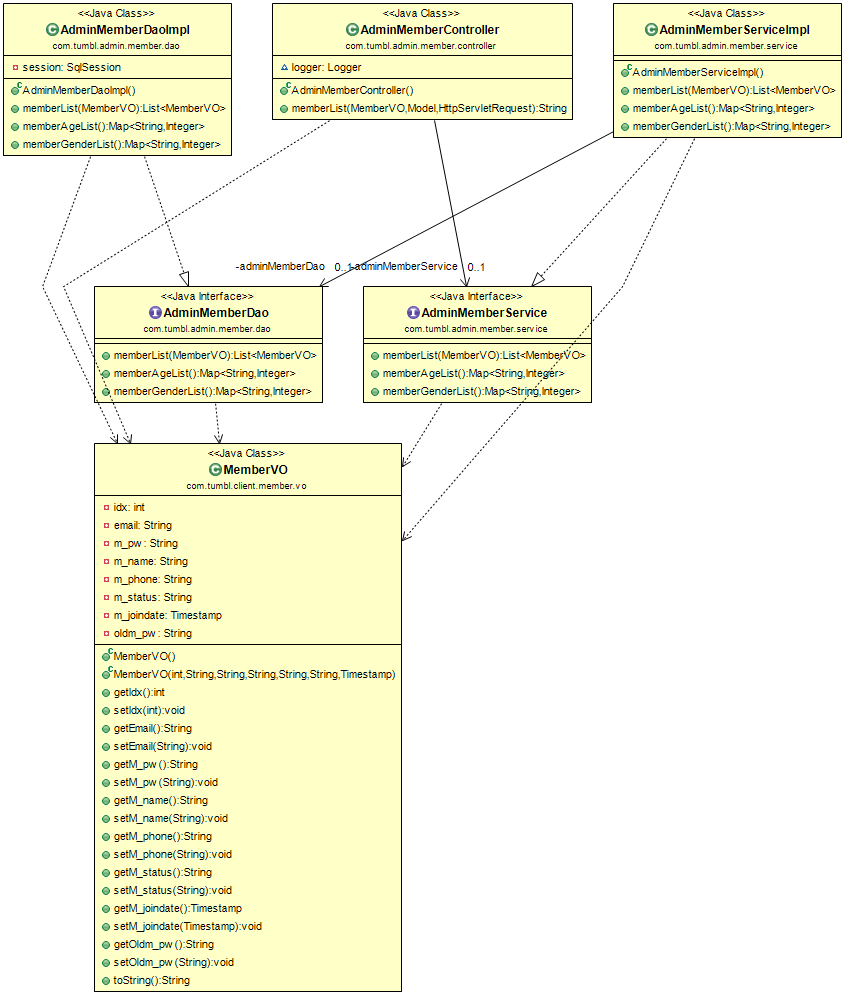 <<Java Class>>
AdminMemberDaoImpl
com.tumbl.admin.member.dao
session: SqlSession
AdminMemberDaoImpl()
memberList(MemberVO):List<MemberVO>
memberAgeList():Map<String,Integer>
memberGenderList():Map<String,Integer>
<<Java Class>>
AdminMemberController
com.tumbl.admin.member.controller
logger: Logger
AdminMemberController()
memberList(MemberVO,Model,HttpServletRequest):String
<<Java Class>>
AdminMemberServiceImpl
com.tumbl.admin.member.service
AdminMemberServiceImpl()
memberList(MemberVO):List<MemberVO>
memberAgeList():Map<String,Integer>
memberGenderList():Map<String,Integer>
-adminMemberDao 0..1
-adminMemberService 0..1
<<Java Interface>>
AdminMemberDao
com.tumbl.admin.member.dao
memberList(MemberVO):List<MemberVO>
memberAgeList():Map<String,Integer>
memberGenderList():Map<String,Integer>
<<Java Interface>>
AdminMemberService
com.tumbl.admin.member.service
memberList(MemberVO):List<MemberVO>
memberAgeList():Map<String,Integer>
memberGenderList():Map<String,Integer>
<<Java Class>>
MemberVO
com.tumbl.client.member.vo
idx: int
email: String
m_pw : String
m_name: String
m_phone: String
m_status: String
m_joindate: Timestamp
oldm_pw : String
MemberVO()
MemberVO(int,String,String,String,String,String,Timestamp)
getIdx():int
setIdx(int):void
getEmail():String
setEmail(String):void
getM_pw ():String
setM_pw (String):void
getM_name():String
setM_name(String):void
getM_phone():String
setM_phone(String):void
getM_status():String
setM_status(String):void
getM_joindate():Timestamp
setM_joindate(Timestamp):void
getOldm_pw ():String
setOldm_pw (String):void
toString():String